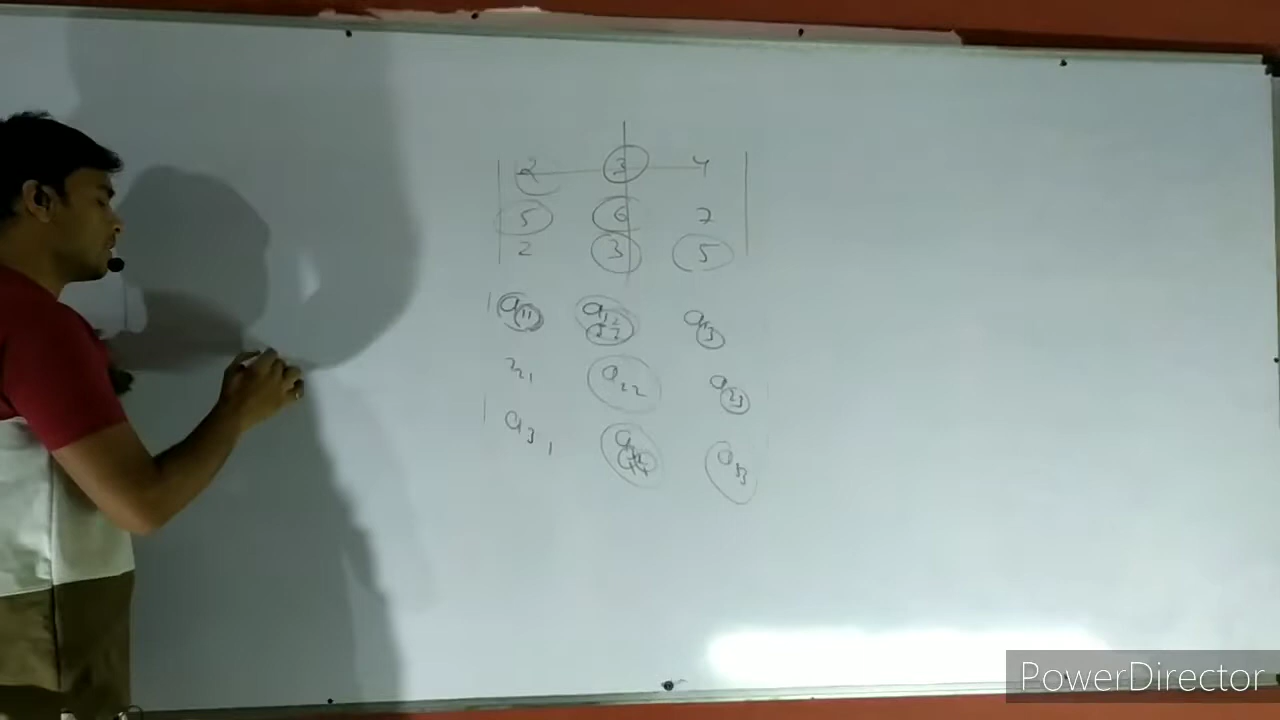 2 3 4
5 6 7
2 3 5
a11 a12 a13
a22 a23
a31 a33
PowerDirector